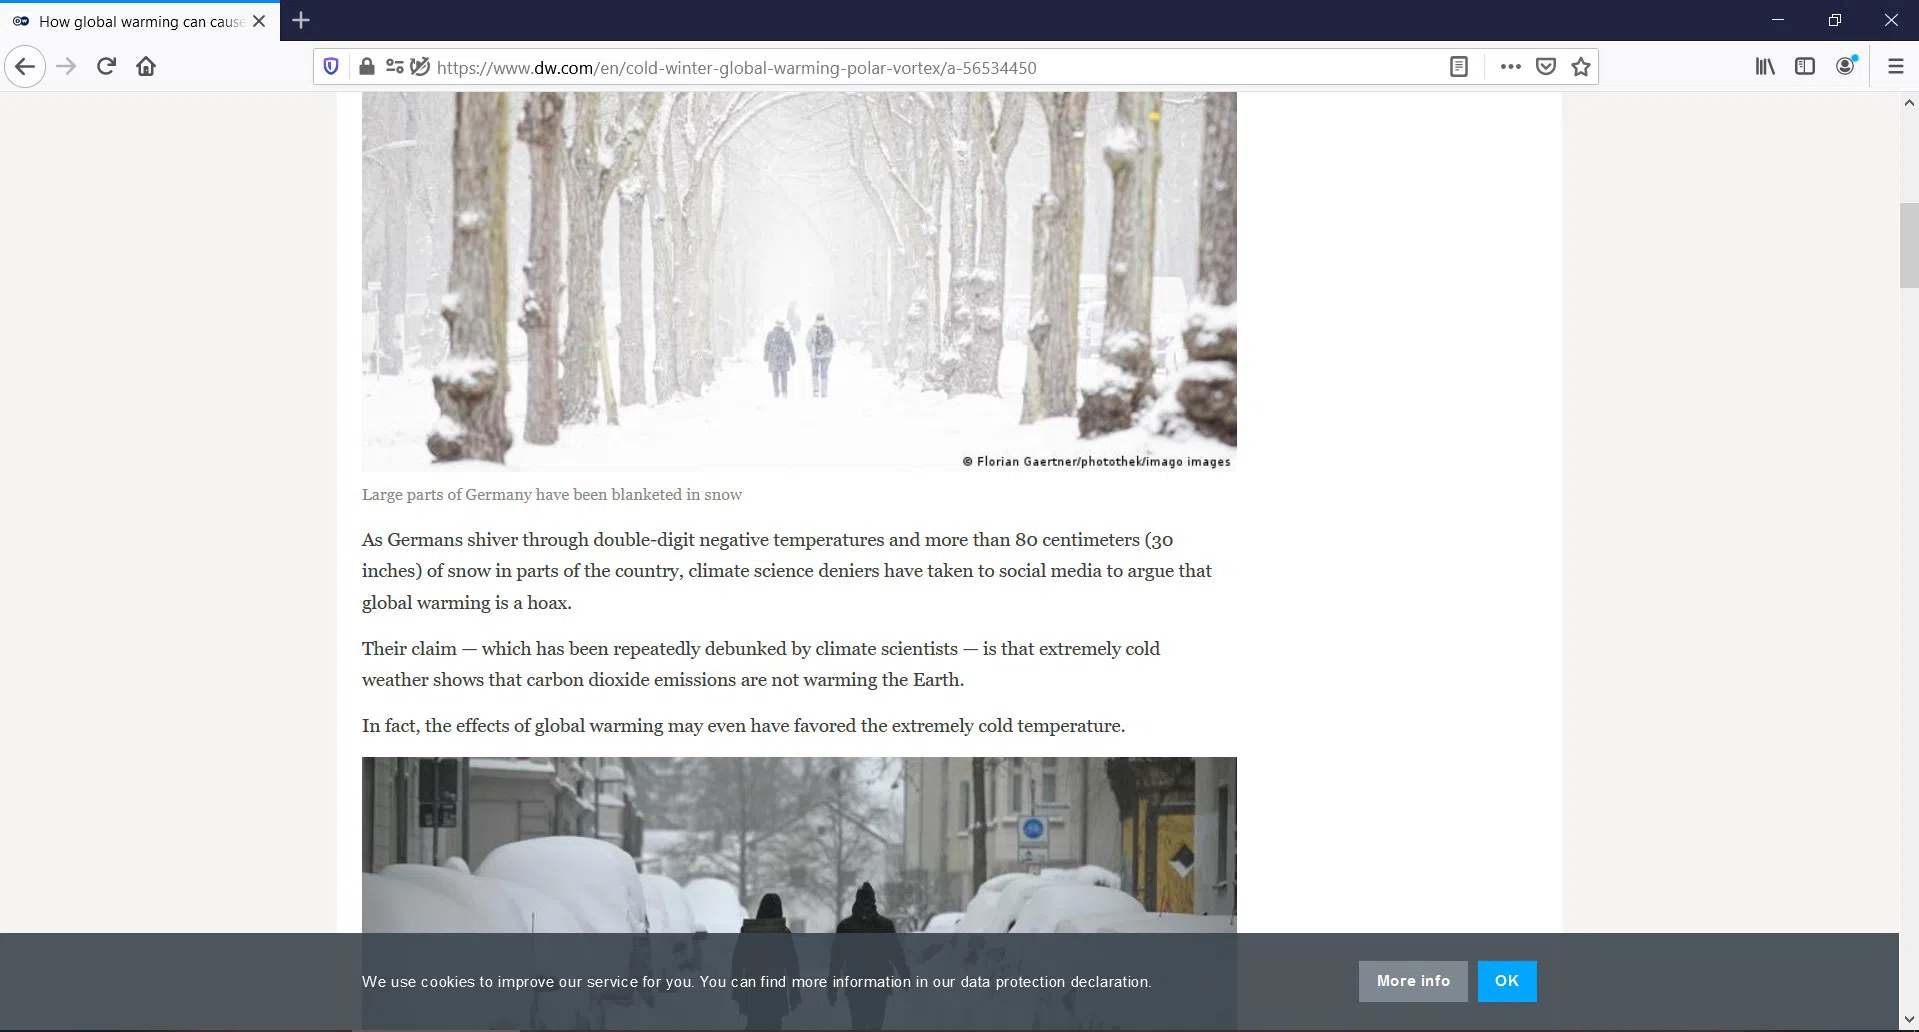 How global warming can cause
https://www.dw.com/en/cold-winter-global-warming-polar-vortex/a-56534450
© Florian Gaertner/photothek/imago images
Large parts of Germany have been blanketed in snow
As Germans shiver through double-digit negative temperatures and more than 80 centimeters (30
inches) of snow in parts of the country, climate science deniers have taken to social media to argue that
global warming is a hoax.
Their claim — which has been repeatedly debunked by climate scientists — is that extremely cold
weather shows that carbon dioxide emissions are not warming the Earth.
In fact, the effects of global warming may even have favored the extremely cold temperature.
We use cookies to improve our service for you. You can find more information in our data protection declaration.
More info
OK